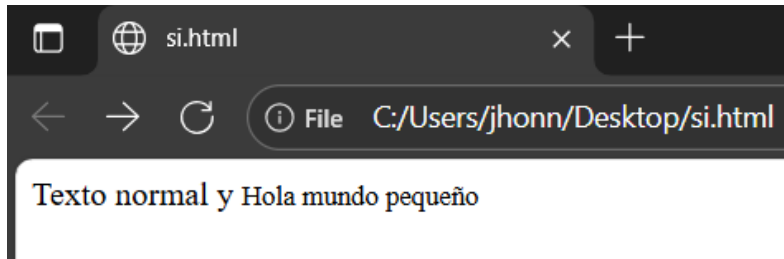 si.html
File C:/Users/jhonn/Desktop/si.html
Texto normal y Hola mundo pequeño